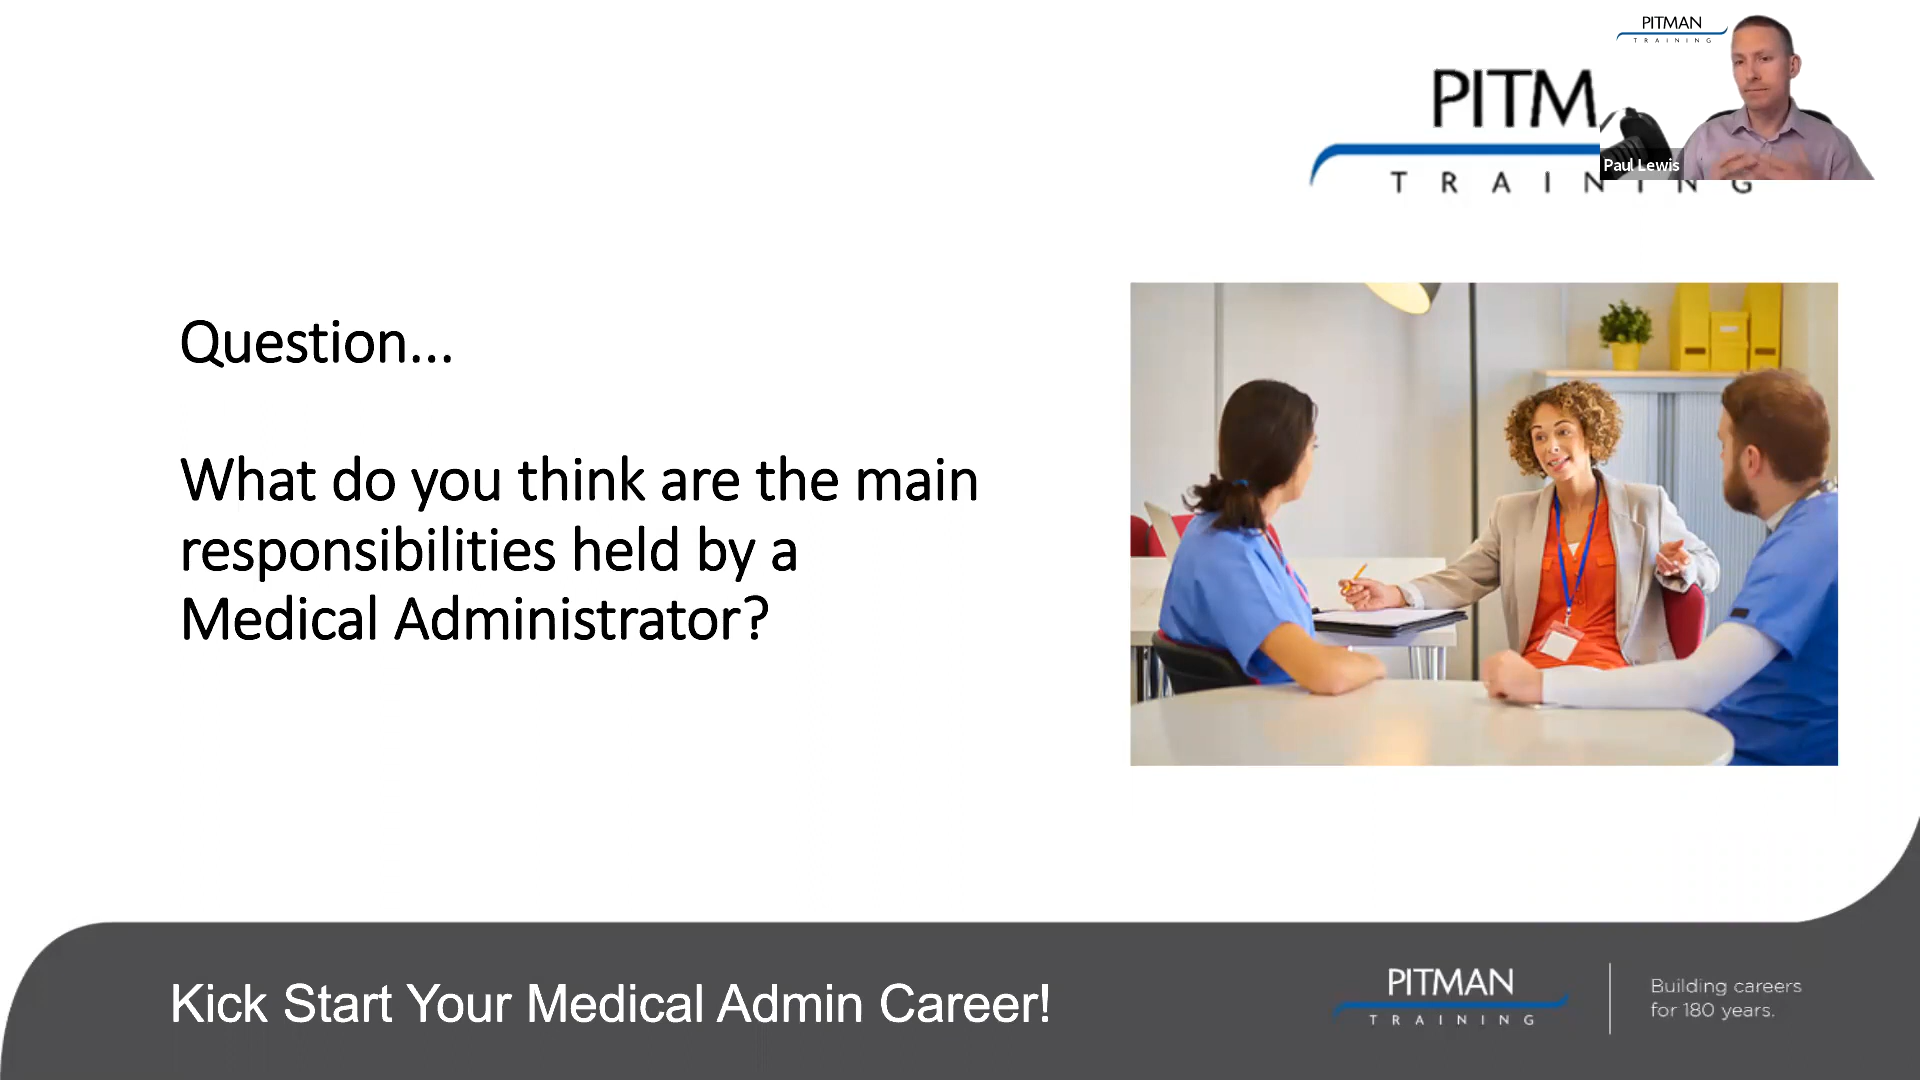 PITMAN
TRAINING
PITM
TRAINING
Paul Lewis
Question...
What do you think are the main
responsibilities held by a
Medical Administrator?
Kick Start Your Medical Admin Career!
PITMAN
TRAINING
Building careers
for 180 years.